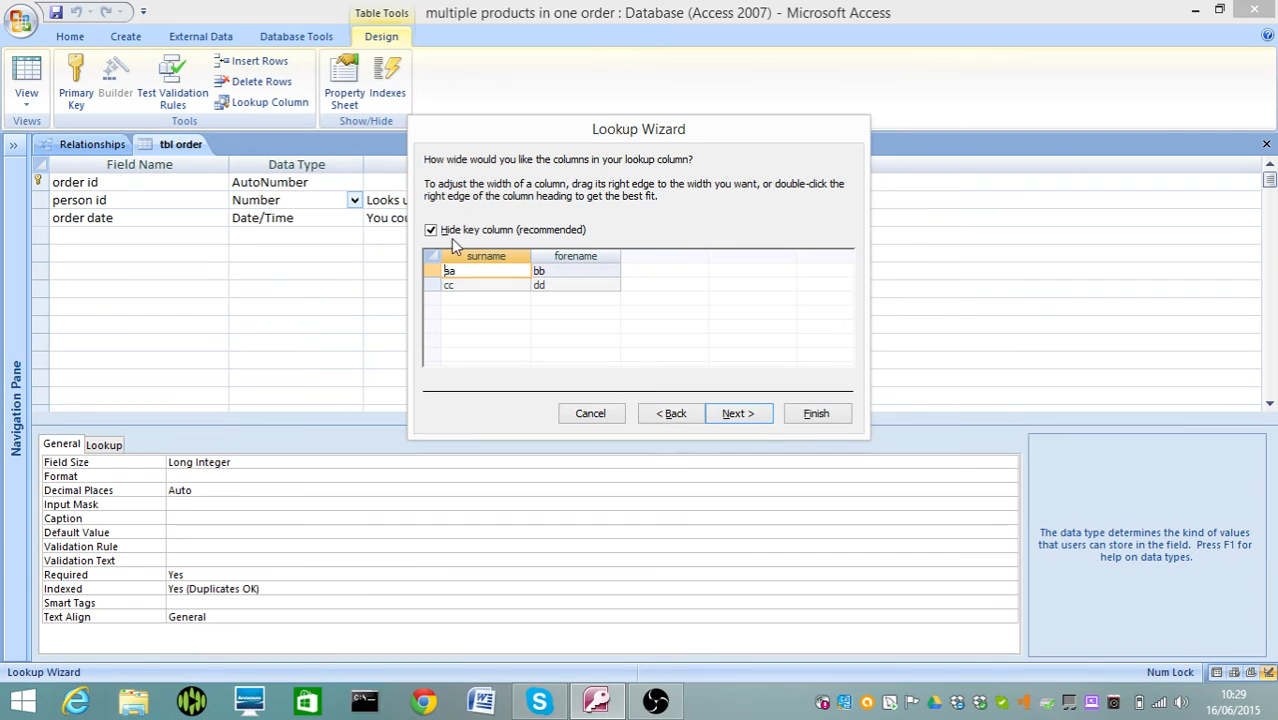 Table Tools
multiple products in one order : Database (Access 2007) - Microsoft Access
Home Create External Data Database Tools Design
View
Primary Key
Builder
Test Validation Rules
Insert Rows
Delete Rows
Lookup Column
Property Sheet
Indexes
Views Tools Show/Hide
Relationships tbl order
Field Name Data Type
order id AutoNumber
person id Number Looks u
order date Date/Time You cou
Navigation Pane
Lookup Wizard
How wide would you like the columns in your lookup column?
To adjust the width of a column, drag its right edge to the width you want, or double-click the
right edge of the column heading to get the best fit.
Hide key column (recommended)
surname forename
aa bb
cc dd
Cancel < Back Next > Finish
General Lookup
Field Size Long Integer
Format
Decimal Places Auto
Input Mask
Caption
Default Value
Validation Rule
Validation Text
Required Yes
Indexed Yes (Duplicates OK)
Smart Tags
Text Align General
The data type determines the kind of values
that users can store in the field. Press F1 for
help on data types.
Lookup Wizard Num Lock
10:29
16/06/2015